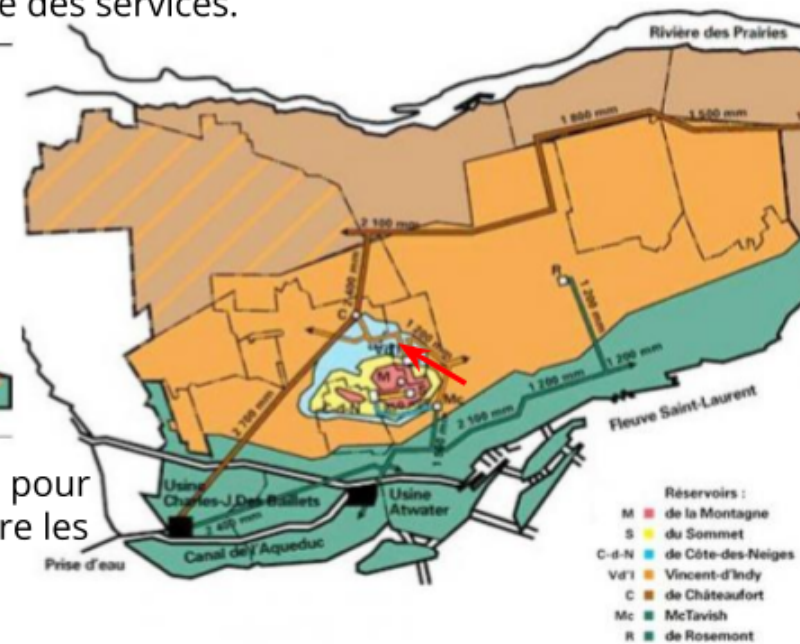 e des services.
Rivière des Prairies
1 800 mm
1 500 mm
2 100 mm
2 400 mm
C
1 200 mm
R
1 200 mm
Vd'I
M
C-d-N
Mc
1 200 mm
1 200 mm
2 100 mm
2 700 mm
Fleuve Saint-Laurent
pour
re les
Usine
Charles-J.Des Baillets
Usine
Atwater
2 400 mm
Canal de l'Aqueduc
Prise d'eau
Réservoirs :
M de la Montagne
S du Sommet
C-d-N de Côte-des-Neiges
Vd'I Vincent-d'Indy
C de Châteaufort
Mc McTavish
R de Rosemont